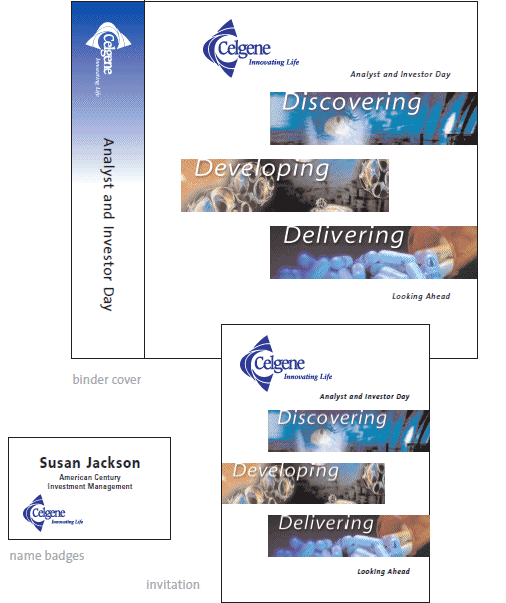 Celgene
Innovating Life
Analyst and Investor Day
Celgene
Innovating Life
Analyst and Investor Day
Discovering
Developing
Delivering
Looking Ahead
binder cover
Celgene
Innovating Life
Analyst and Investor Day
Discovering
Developing
Delivering
Looking Ahead
invitation
Susan Jackson
American Century
Investment Management
Celgene
Innovating Life
name badges